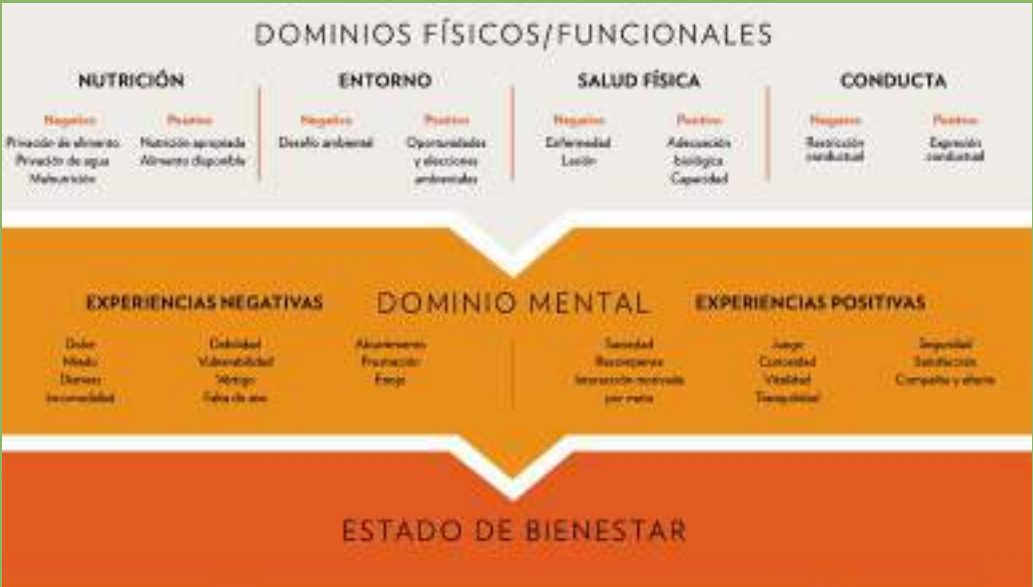 DOMINIOS FÍSICOS/FUNCIONALES
NUTRICIÓN
Negativo
Privación de alimento
Privación de agua
Malnutrición
Positivo
Nutrición apropiada
Alimento disponible
ENTORNO
Negativo
Desafío ambiental
Positivo
Oportunidades
y elecciones
ambientales
SALUD FÍSICA
Negativo
Enfermedad
Lesión
Positivo
Adecuación
biológica
Capacidad
CONDUCTA
Negativo
Restricción
conductual
Positivo
Expresión
conductual
DOMINIO MENTAL
EXPERIENCIAS NEGATIVAS
Dolor
Miedo
Distress
Incomodidad
Debilidad
Vulnerabilidad
Vértigo
Falta de aire
Aburrimiento
Frustración
Enojo
EXPERIENCIAS POSITIVAS
Saciedad
Recompensa
Interacción motivada
por meta
Juego
Curiosidad
Vitalidad
Tranquilidad
Seguridad
Satisfacción
Compañía y afecto
ESTADO DE BIENESTAR